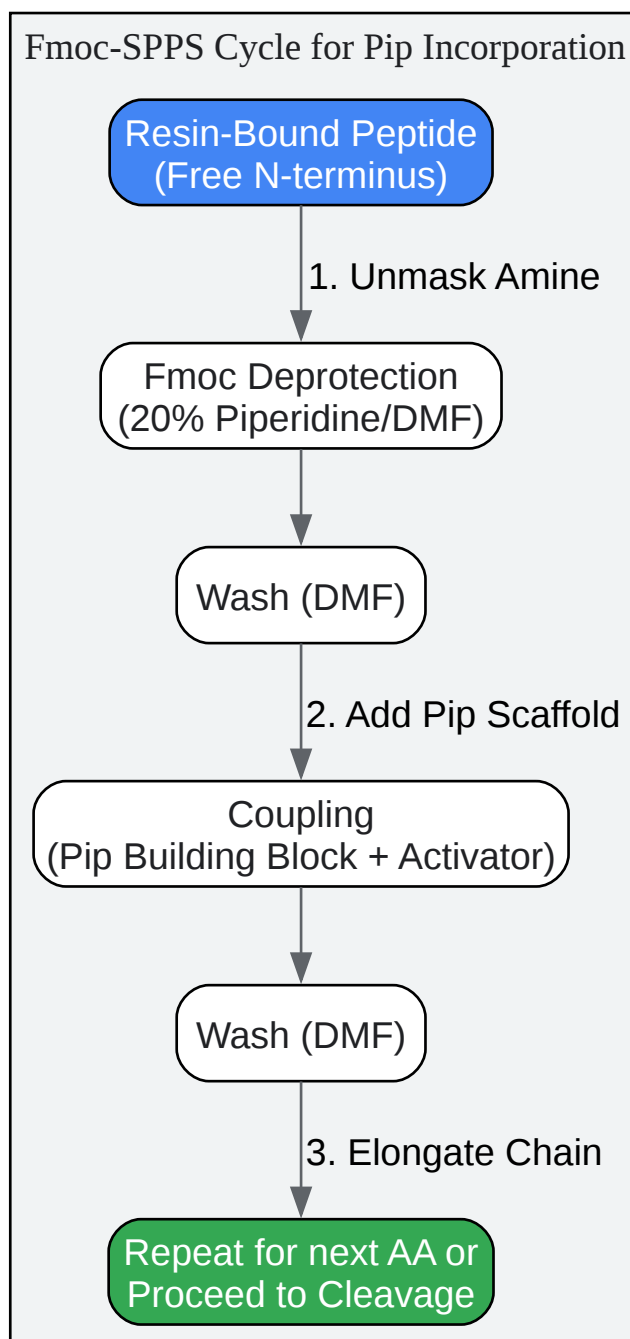 Fmoc-SPPS Cycle for Pip Incorporation
Resin-Bound Peptide
(Free N-terminus)
1. Unmask Amine
Fmoc Deprotection
(20% Piperidine/DMF)
Wash (DMF)
2. Add Pip Scaffold
Coupling
(Pip Building Block + Activator)
Wash (DMF)
3. Elongate Chain
Repeat for next AA or
Proceed to Cleavage